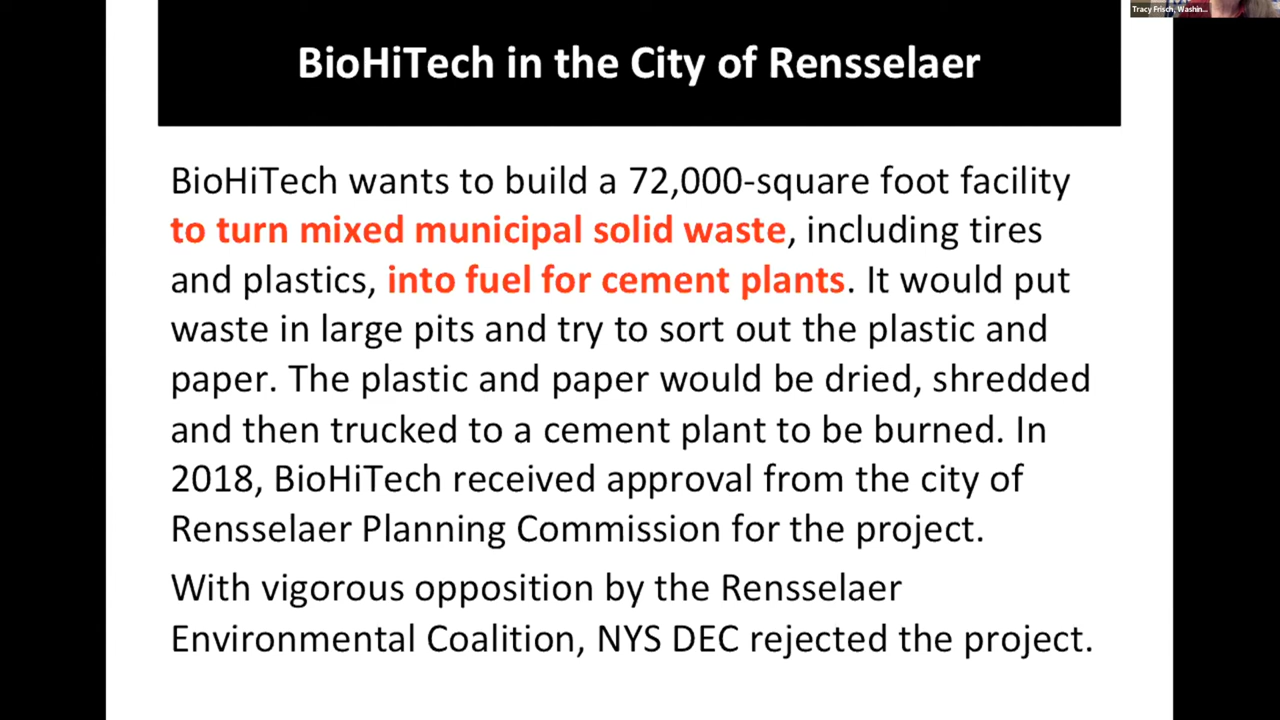 Tracy Frisch, Washin...
BioHiTech in the City of Rensselaer
BioHiTech wants to build a 72,000-square foot facility
to turn mixed municipal solid waste, including tires
and plastics, into fuel for cement plants. It would put
waste in large pits and try to sort out the plastic and
paper. The plastic and paper would be dried, shredded
and then trucked to a cement plant to be burned. In
2018, BioHiTech received approval from the city of
Rensselaer Planning Commission for the project.
With vigorous opposition by the Rensselaer
Environmental Coalition, NYS DEC rejected the project.